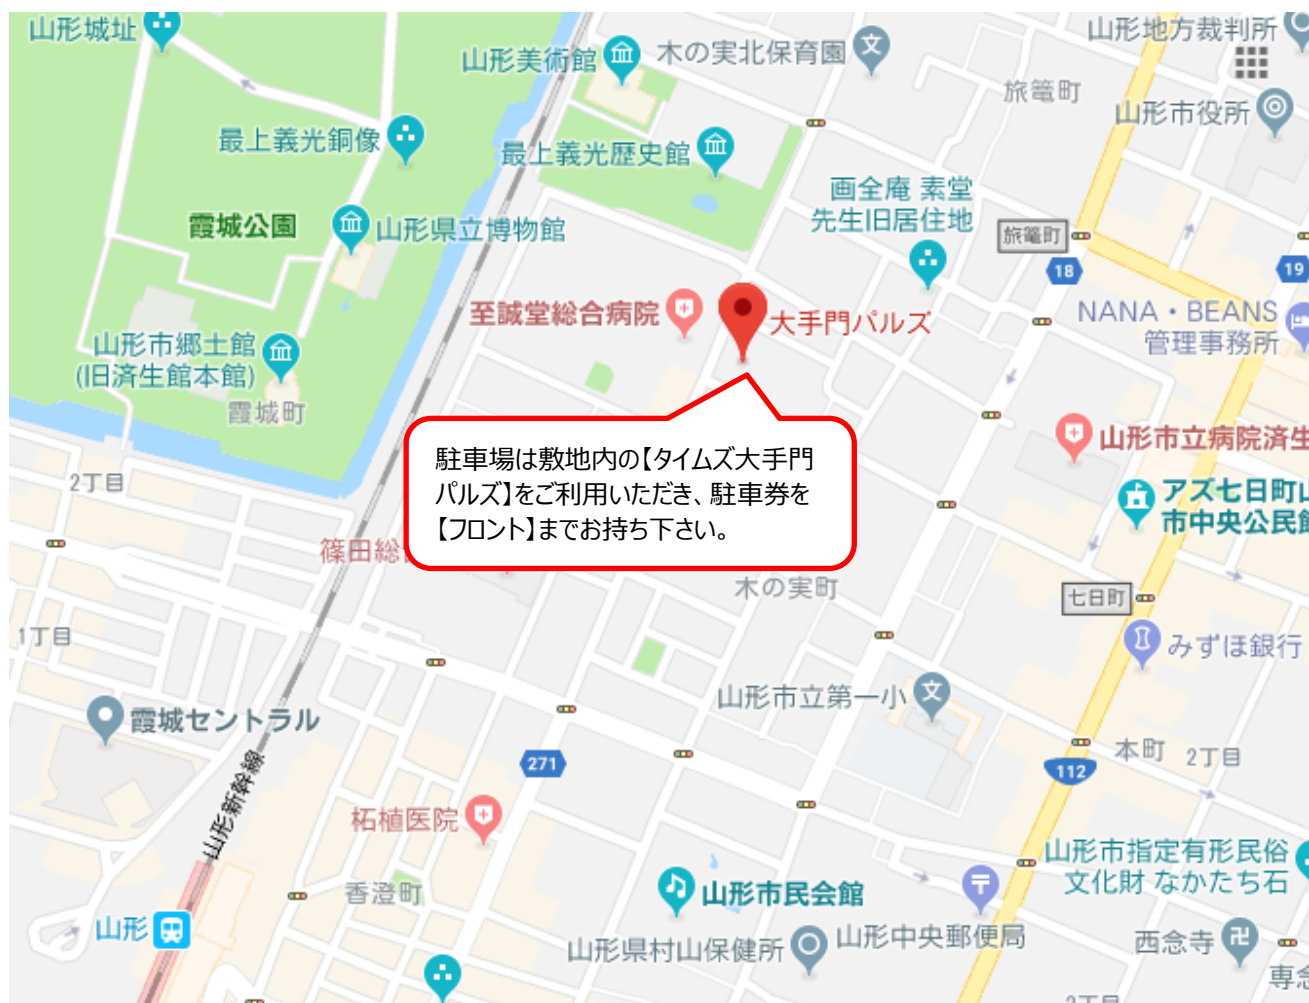 山形城址
山形美術館
木の実北保育園
文
山形地方裁判所
旅篭町
山形市役所
最上義光銅像
最上義光歴史館
画全庵 素堂
先生旧居住地
霞城公園
山形県立博物館
旅篭町
18
19
至誠堂総合病院
大手門パルズ
NANA・BEANS
管理事務所
山形市郷土館
(旧済生館本館)
霞城町
駐車場は敷地内の【タイムズ大手門
パルズ】をご利用いただき、駐車券を
【フロント】までお持ち下さい。
山形市立病院済生
2丁目
アズ七日町山
市中央公民館
篠田総合
木の実町
七日町
1丁目
みずほ銀行
山形市立第一小
文
霞城セントラル
本町
2丁目
271
112
山形新幹線
柘植医院
山形市指定有形民俗
文化財 なかたち石
香澄町
山形市民会館
〒
山形
山形県村山保健所
山形中央郵便局
西念寺
卍
専念
2丁目